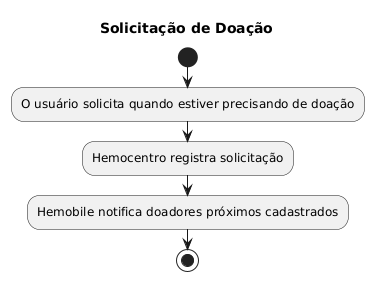 Solicitação de Doação
O usuário solicita quando estiver precisando de doação
Hemocentro registra solicitação
Hemobile notifica doadores próximos cadastrados